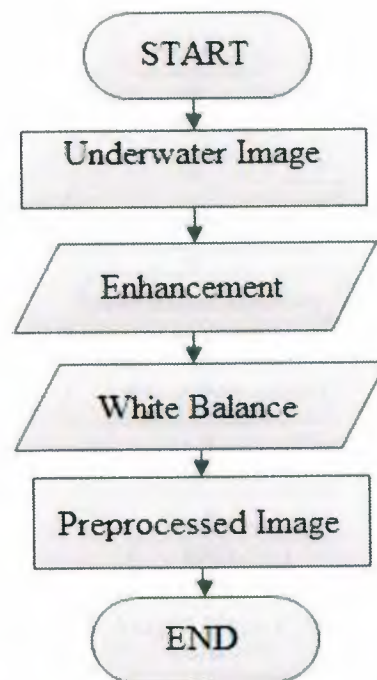 START
Underwater Image
Enhancement
White Balance
Preprocessed Image
END